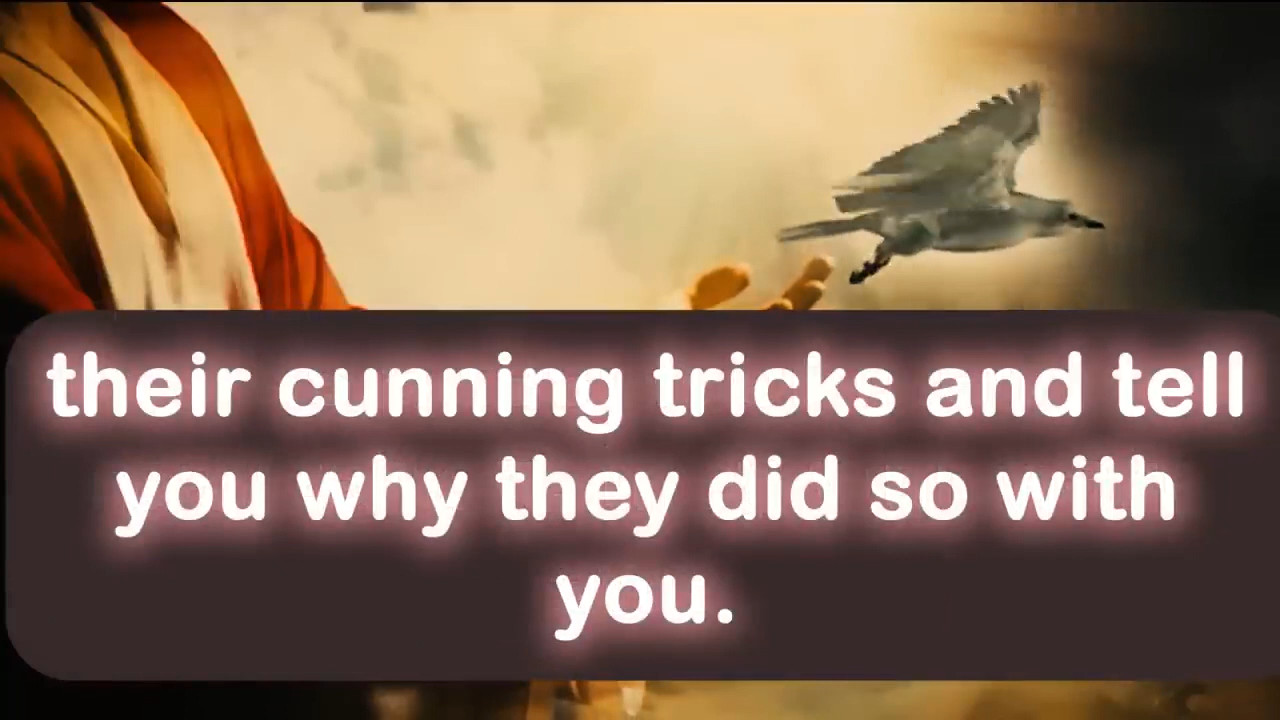 their cunning tricks and tell
you why they did so with
you.